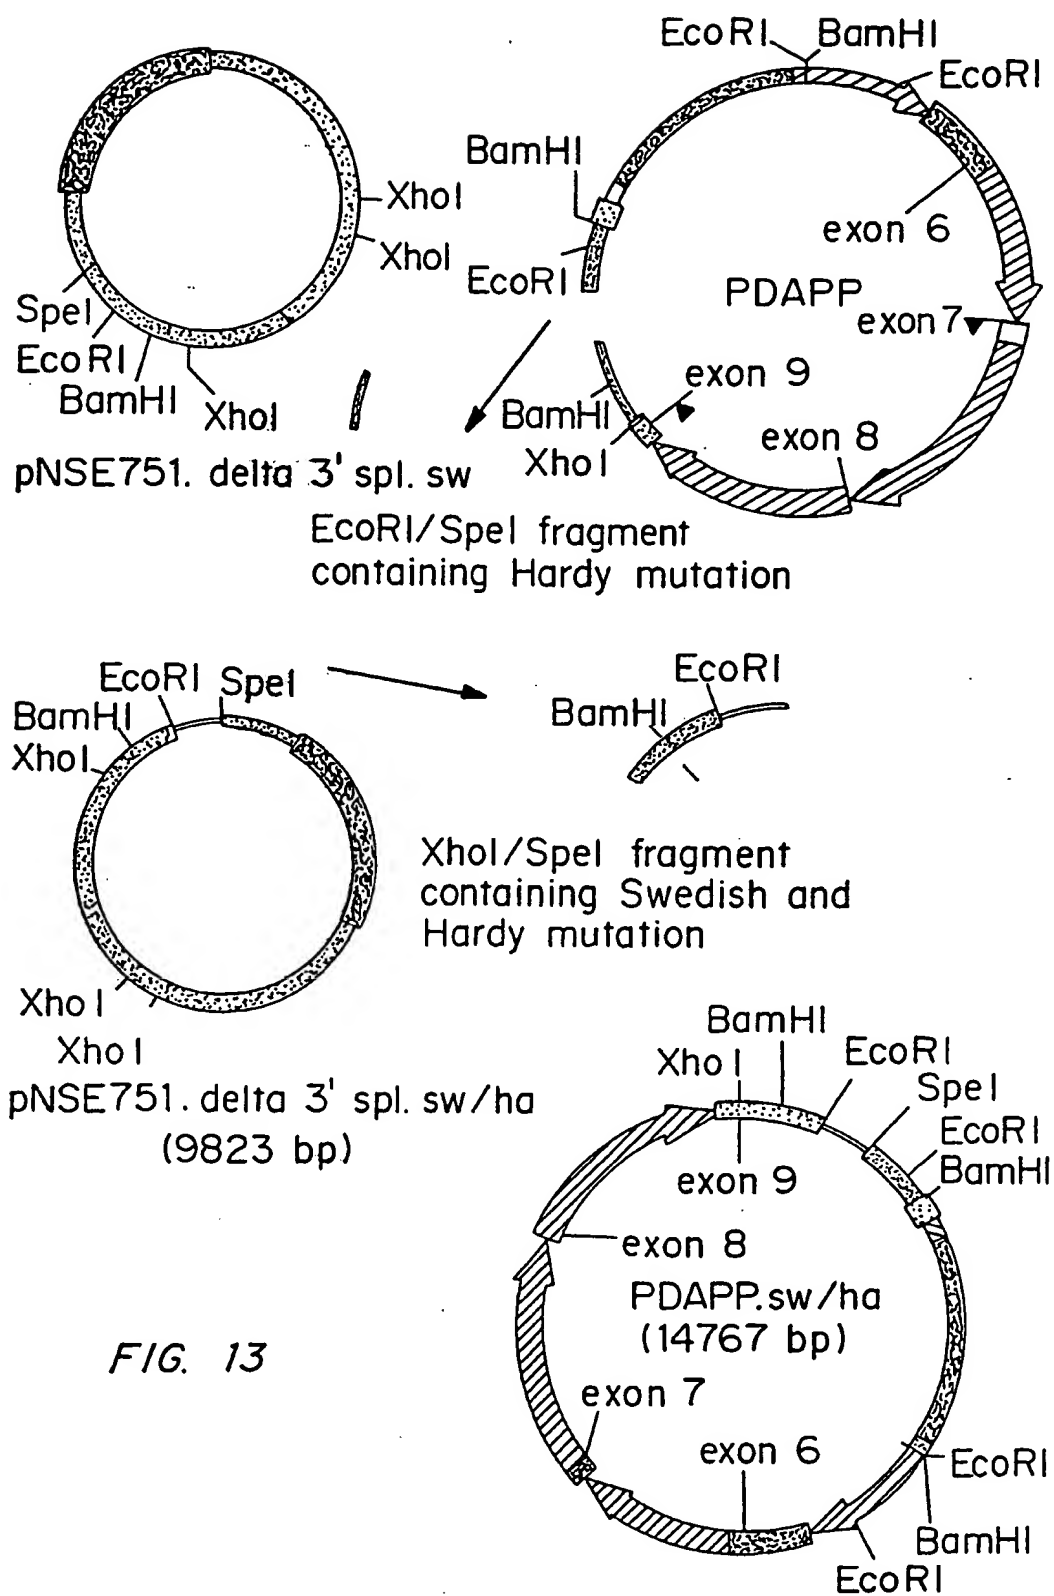 EcoRI
BamHI
EcoRI
BamHI
XhoI
XhoI
exon 6
EcoRI
PDAPP
SpeI
exon 7
EcoRI
BamHI
XhoI
exon 9
BamHI
exon 8
XhoI
pNSE751. delta 3' spl. sw
EcoRI/SpeI fragment
containing Hardy mutation
EcoRI
SpeI
EcoRI
BamHI
BamHI
XhoI
XhoI/SpeI fragment
containing Swedish and
Hardy mutation
XhoI
XhoI
pNSE751. delta 3' spl. sw/ha
(9823 bp)
BamHI
XhoI
EcoRI
SpeI
EcoRI
BamHI
exon 9
exon 8
PDAPP.sw/ha
(14767 bp)
FIG. 13
exon 7
exon 6
EcoRI
BamHI
EcoRI